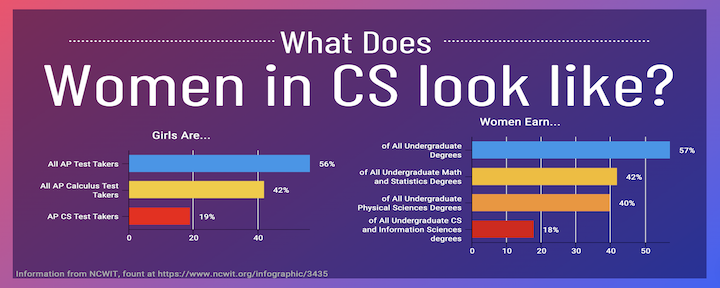 What Does
Women in CS look like?
Girls Are...
All AP Test Takers
56%
All AP Calculus Test
Takers
42%
AP CS Test Takers
19%
0
20
40
Women Earn...
of All Undergraduate
Degrees
57%
of All Undergraduate Math
and Statistics Degrees
42%
of All Undergraduate
Physical Sciences Degrees
40%
of All Undergraduate CS
and Information Sciences
degrees
18%
0
10
20
30
40
50
Information from NCWIT, fount at https://www.ncwit.org/infographic/3435